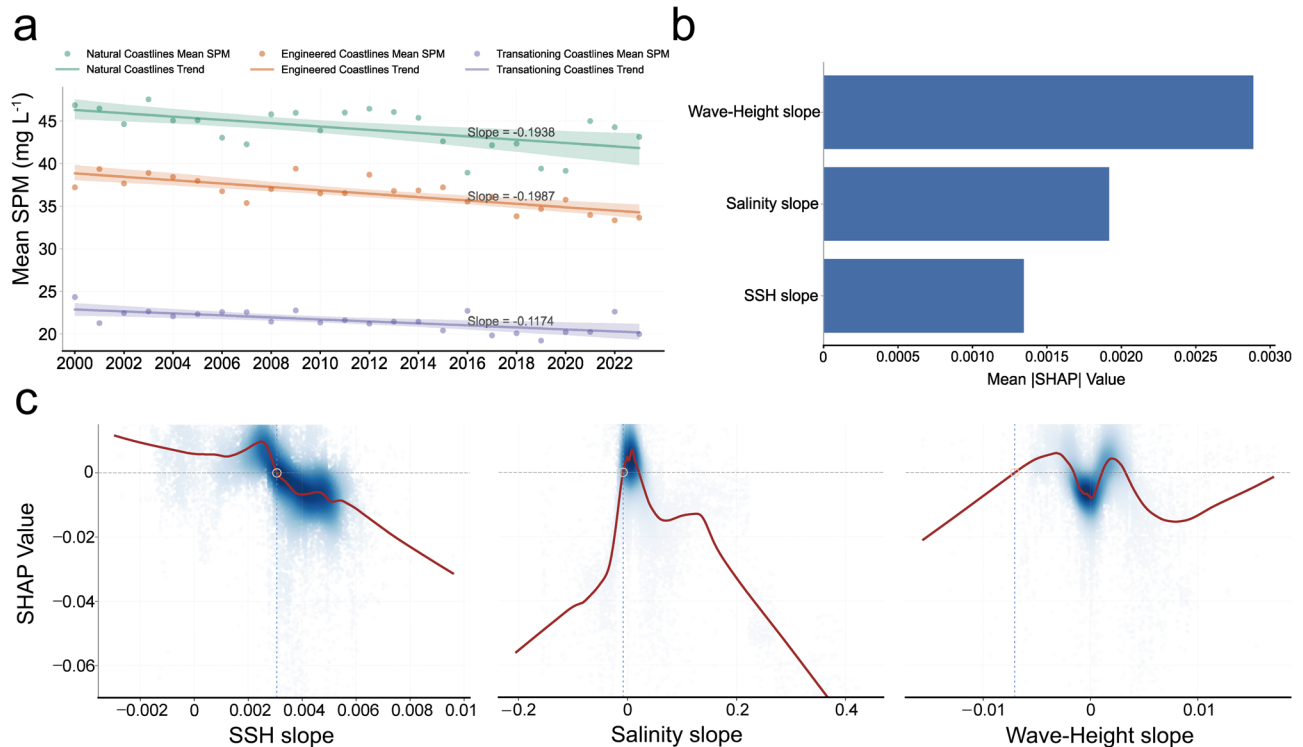 a
Natural Coastlines Mean SPM
Engineered Coastlines Mean SPM
Transationing Coastlines Mean SPM
Natural Coastlines Trend
Engineered Coastlines Trend
Transationing Coastlines Trend
Mean SPM (mg L⁻¹)
45
40
35
30
25
20
Slope = -0.1938
Slope = -0.1987
Slope = -0.1174
2000 2002 2004 2006 2008 2010 2012 2014 2016 2018 2020 2022
b
Wave-Height slope
Salinity slope
SSH slope
0 0.0005 0.0010 0.0015 0.0020 0.0025 0.0030
Mean |SHAP| Value
c
SHAP Value
0
−0.02
−0.04
−0.06
−0.002 0 0.002 0.004 0.006 0.008 0.01
SSH slope
−0.2 0 0.2 0.4
Salinity slope
−0.01 0 0.01
Wave-Height slope